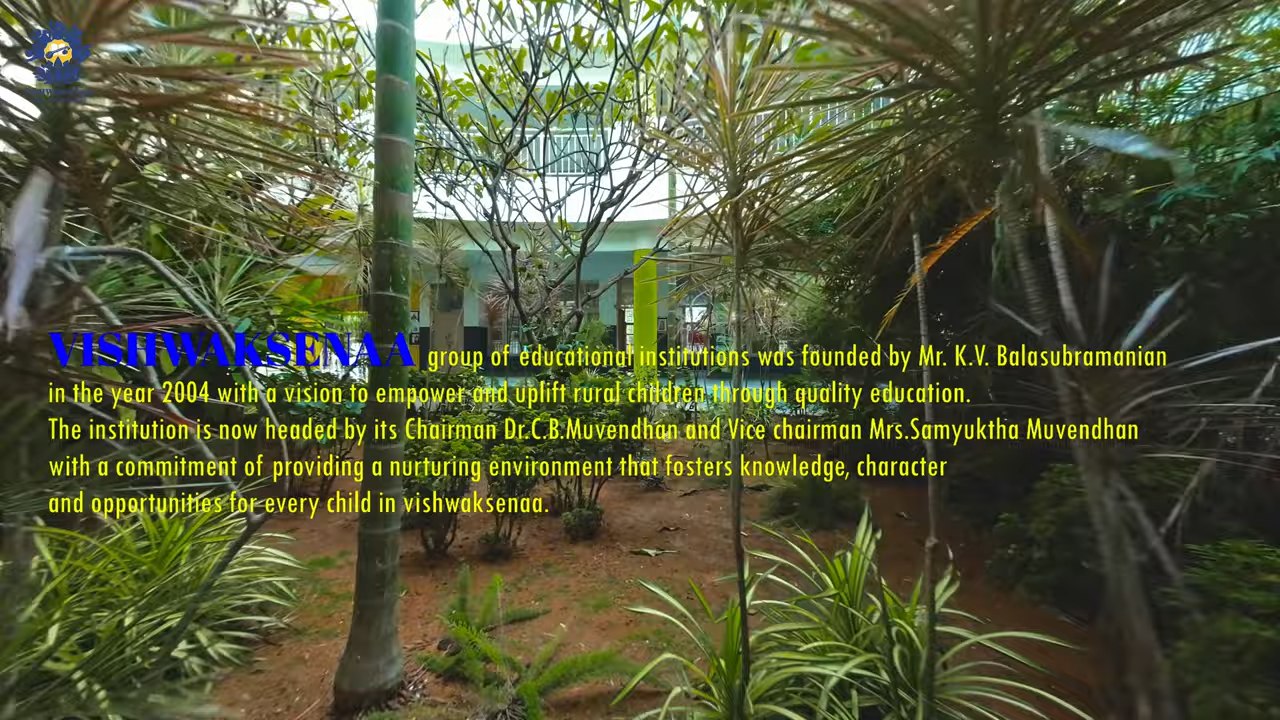 VISHWAKSENAA group of educational institutions was founded by Mr. K.V. Balasubramanian
in the year 2004 with a vision to empower and uplift rural children through quality education.
The institution is now headed by its Chairman Dr.C.B.Muvendhan and Vice chairman Mrs.Samyuktha Muvendhan
with a commitment of providing a nurturing environment that fosters knowledge, character
and opportunities for every child in vishwaksenaa.